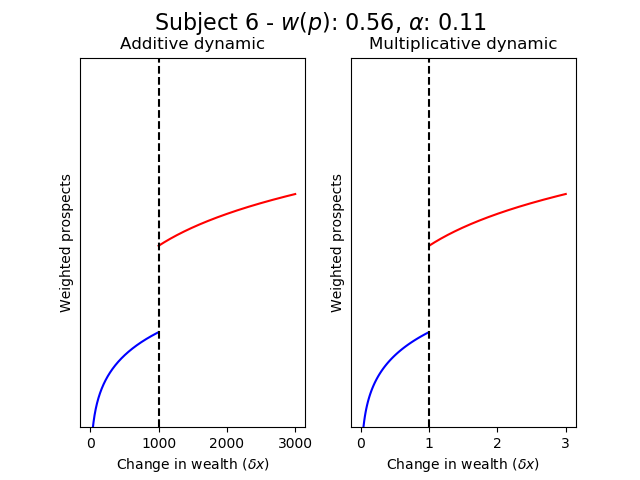 Subject 6 - w(p): 0.56, α: 0.11
Additive dynamic
Multiplicative dynamic
Weighted prospects
Weighted prospects
0 1000 2000 3000
0 1 2 3
Change in wealth (δx)
Change in wealth (δx)